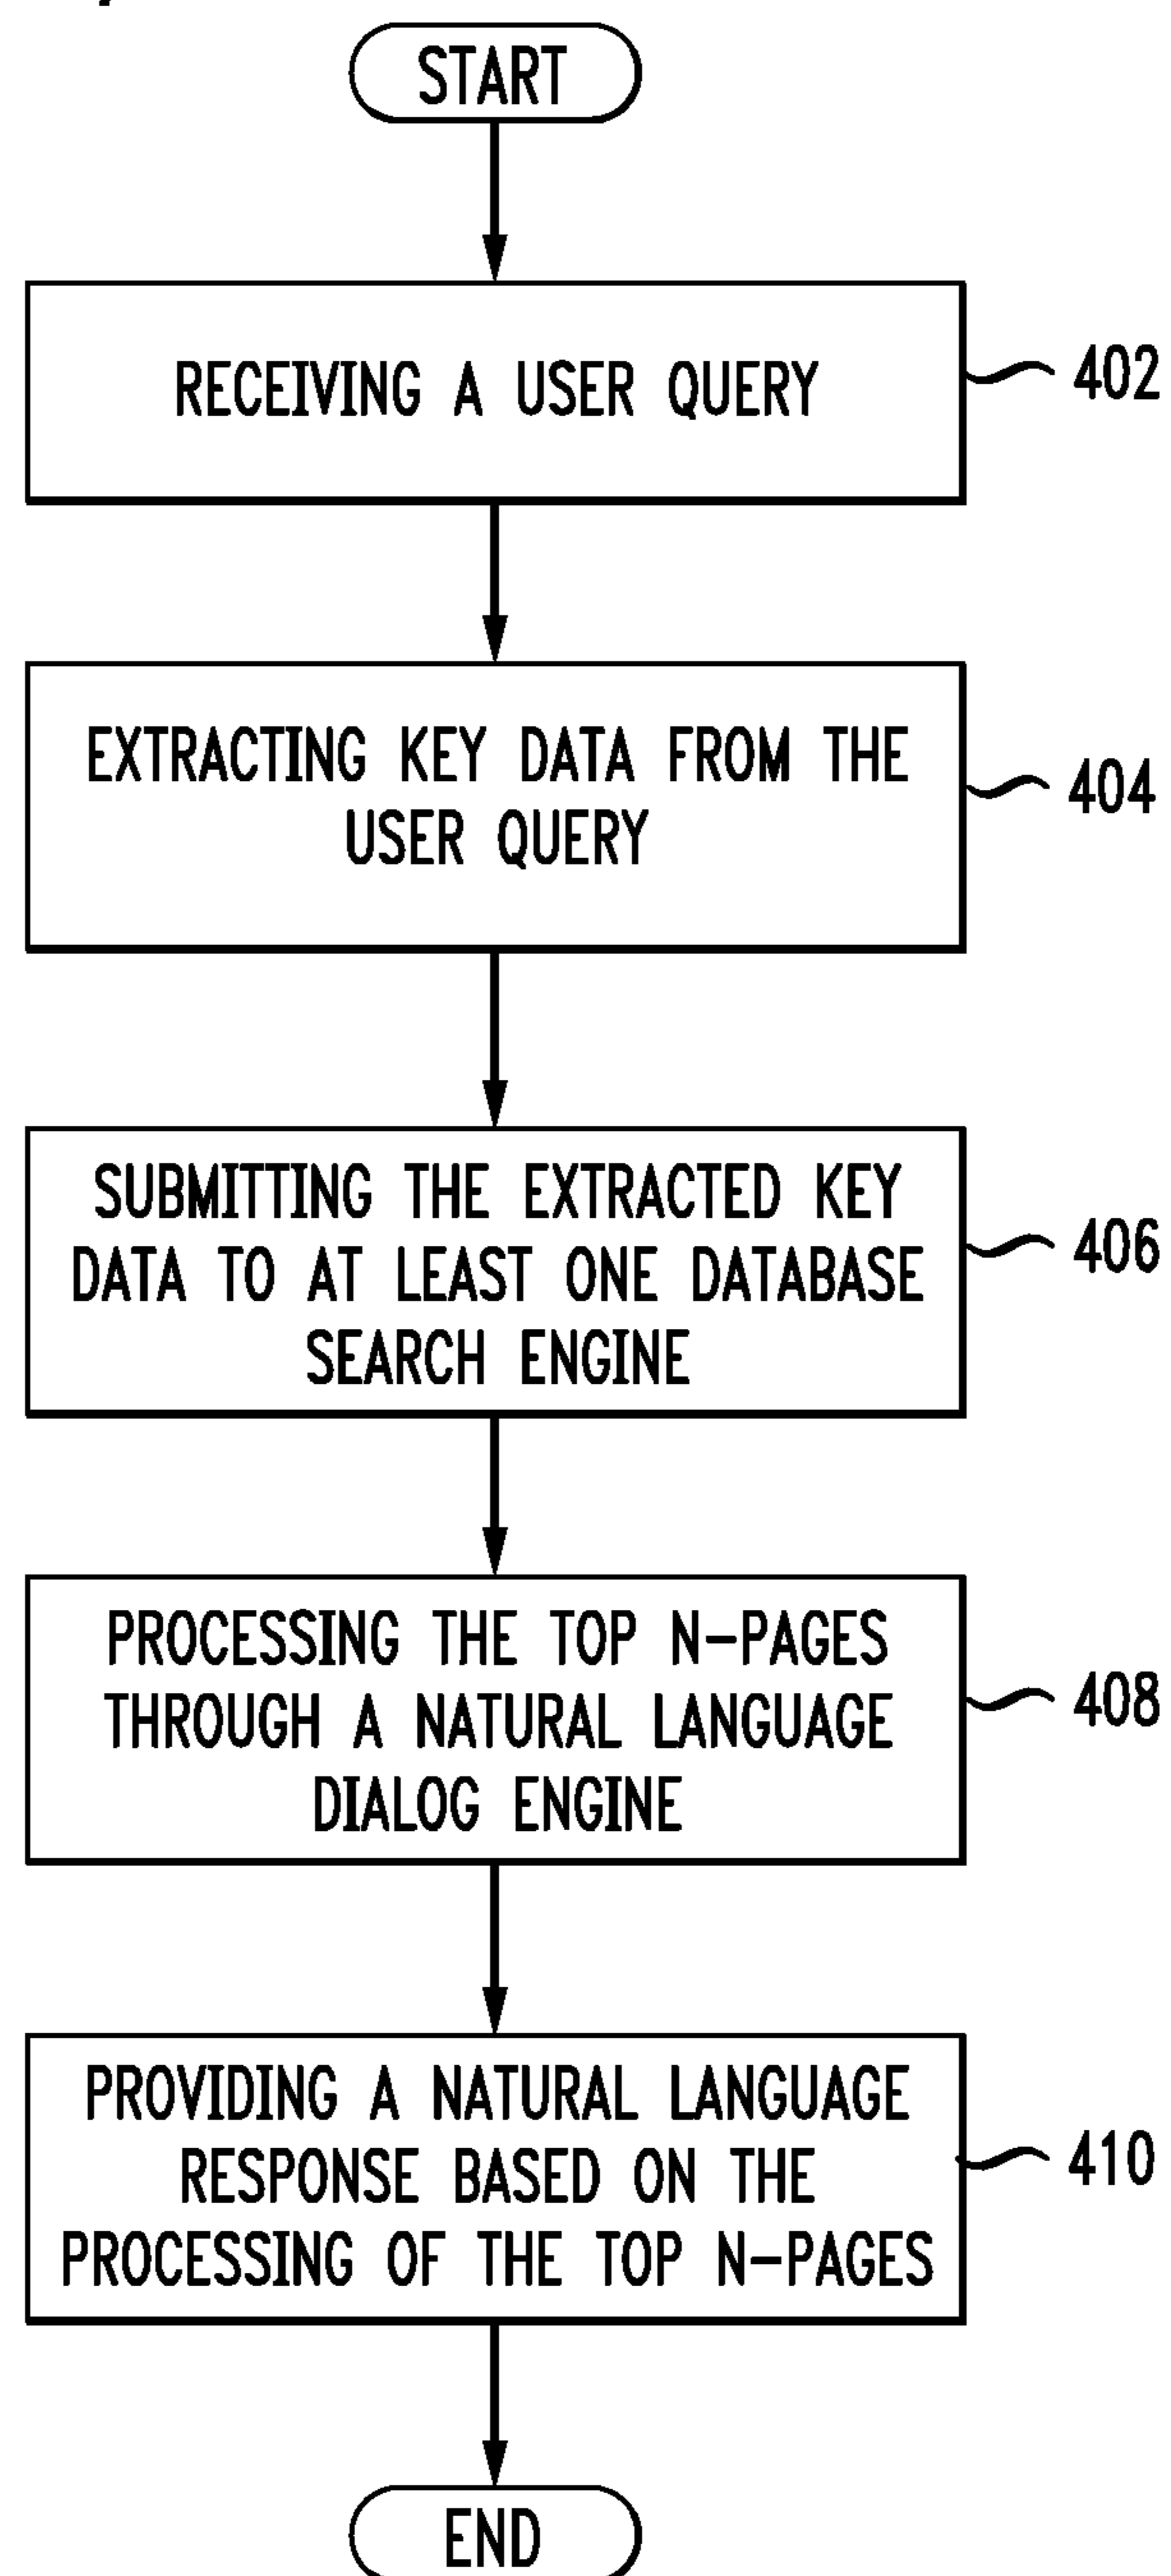 START
RECEIVING A USER QUERY
402
EXTRACTING KEY DATA FROM THE
USER QUERY
404
SUBMITTING THE EXTRACTED KEY
DATA TO AT LEAST ONE DATABASE
SEARCH ENGINE
406
PROCESSING THE TOP N-PAGES
THROUGH A NATURAL LANGUAGE
DIALOG ENGINE
408
PROVIDING A NATURAL LANGUAGE
RESPONSE BASED ON THE
PROCESSING OF THE TOP N-PAGES
410
END